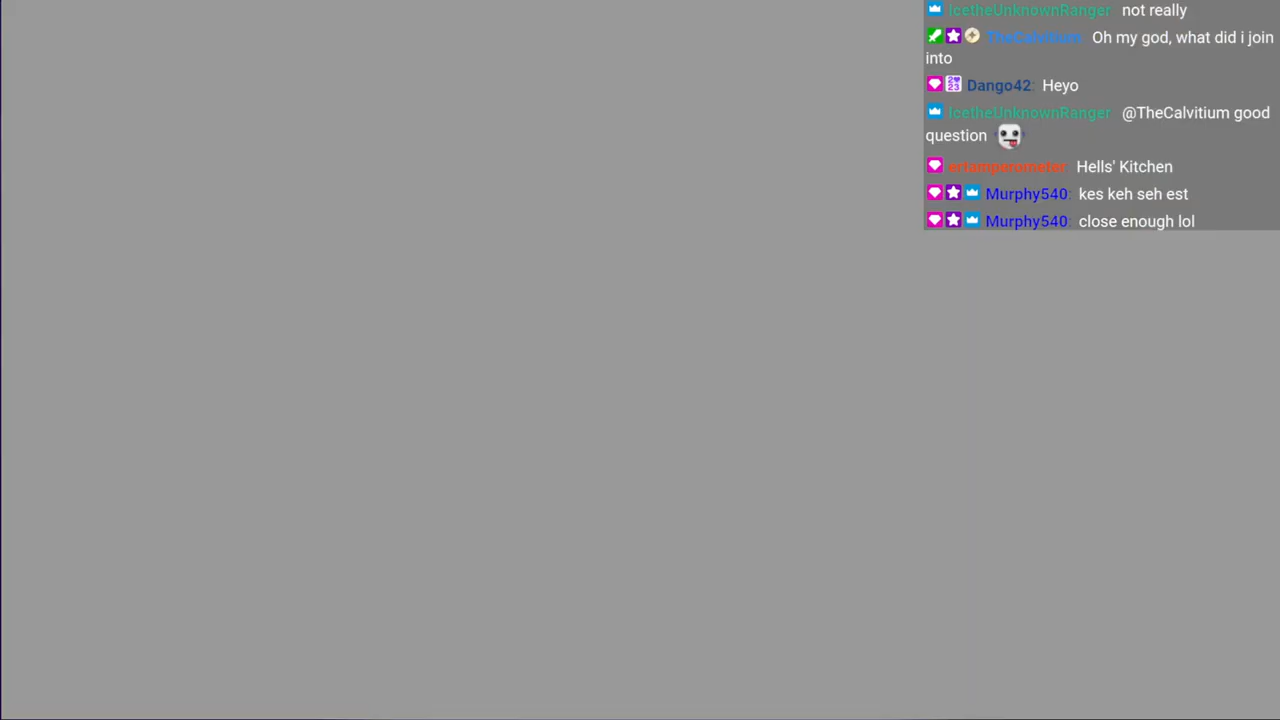 IcetheUnknownRanger not really
TheCalvitium: Oh my god, what did i join
into
Dango42: Heyo
IcetheUnknownRanger @TheCalvitium good
question
ertamparometer Hells' Kitchen
Murphy540: kes keh seh est
Murphy540: close enough lol